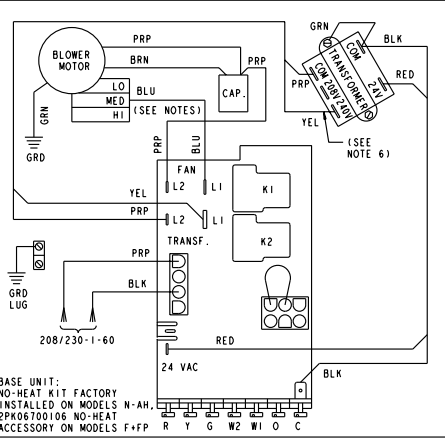 PRP
BRN
PRP
GRN
BLK
BLOWER
MOTOR
LO
MED
HI
BLU
(SEE NOTES)
CAP.
GRN
GRD
PRP
BLU
COM
TRANSFORMER
24V
COM 208V 240V
PRP
YEL
RED
(SEE
NOTE 6)
FAN
L2
L1
K1
YEL
PRP
L2
L1
K2
TRANSF.
PRP
BLK
GRD
LUG
208/230-1-60
RED
24 VAC
BLK
BASE UNIT:
NO-HEAT KIT FACTORY
INSTALLED ON MODELS N-AH,
2PK06700106 NO-HEAT
ACCESSORY ON MODELS F+FP
R Y G W2 W1 O C